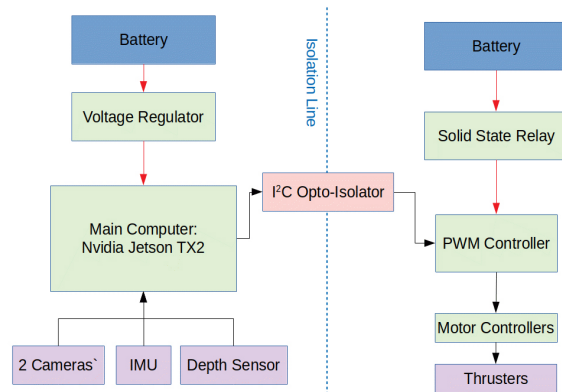 Battery
Voltage Regulator
Main Computer:
Nvidia Jetson TX2
2 Cameras`
IMU
Depth Sensor
Isolation Line
I²C Opto-Isolator
Battery
Solid State Relay
PWM Controller
Motor Controllers
Thrusters